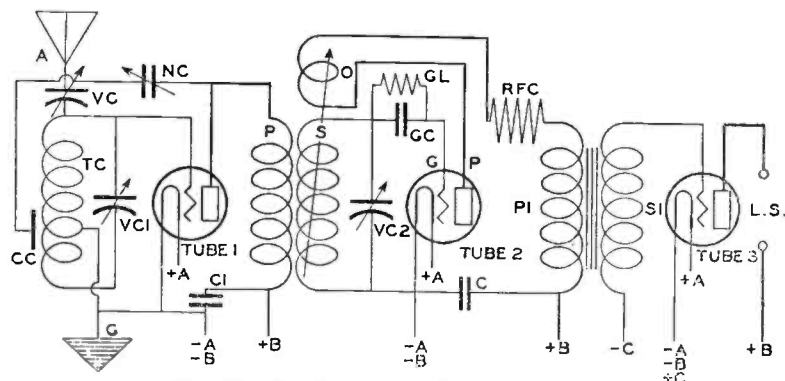 A
NC
VC
TC
VC1
CC
G
TUBE 1
+A
C1
-A
-B
P
S
+B
O
GL
GC
G
P
VC2
TUBE 2
+A
C
-A
-B
RFC
P1
S1
+B
-C
TUBE 3
+A
L.S.
-A
-B
+C
+B